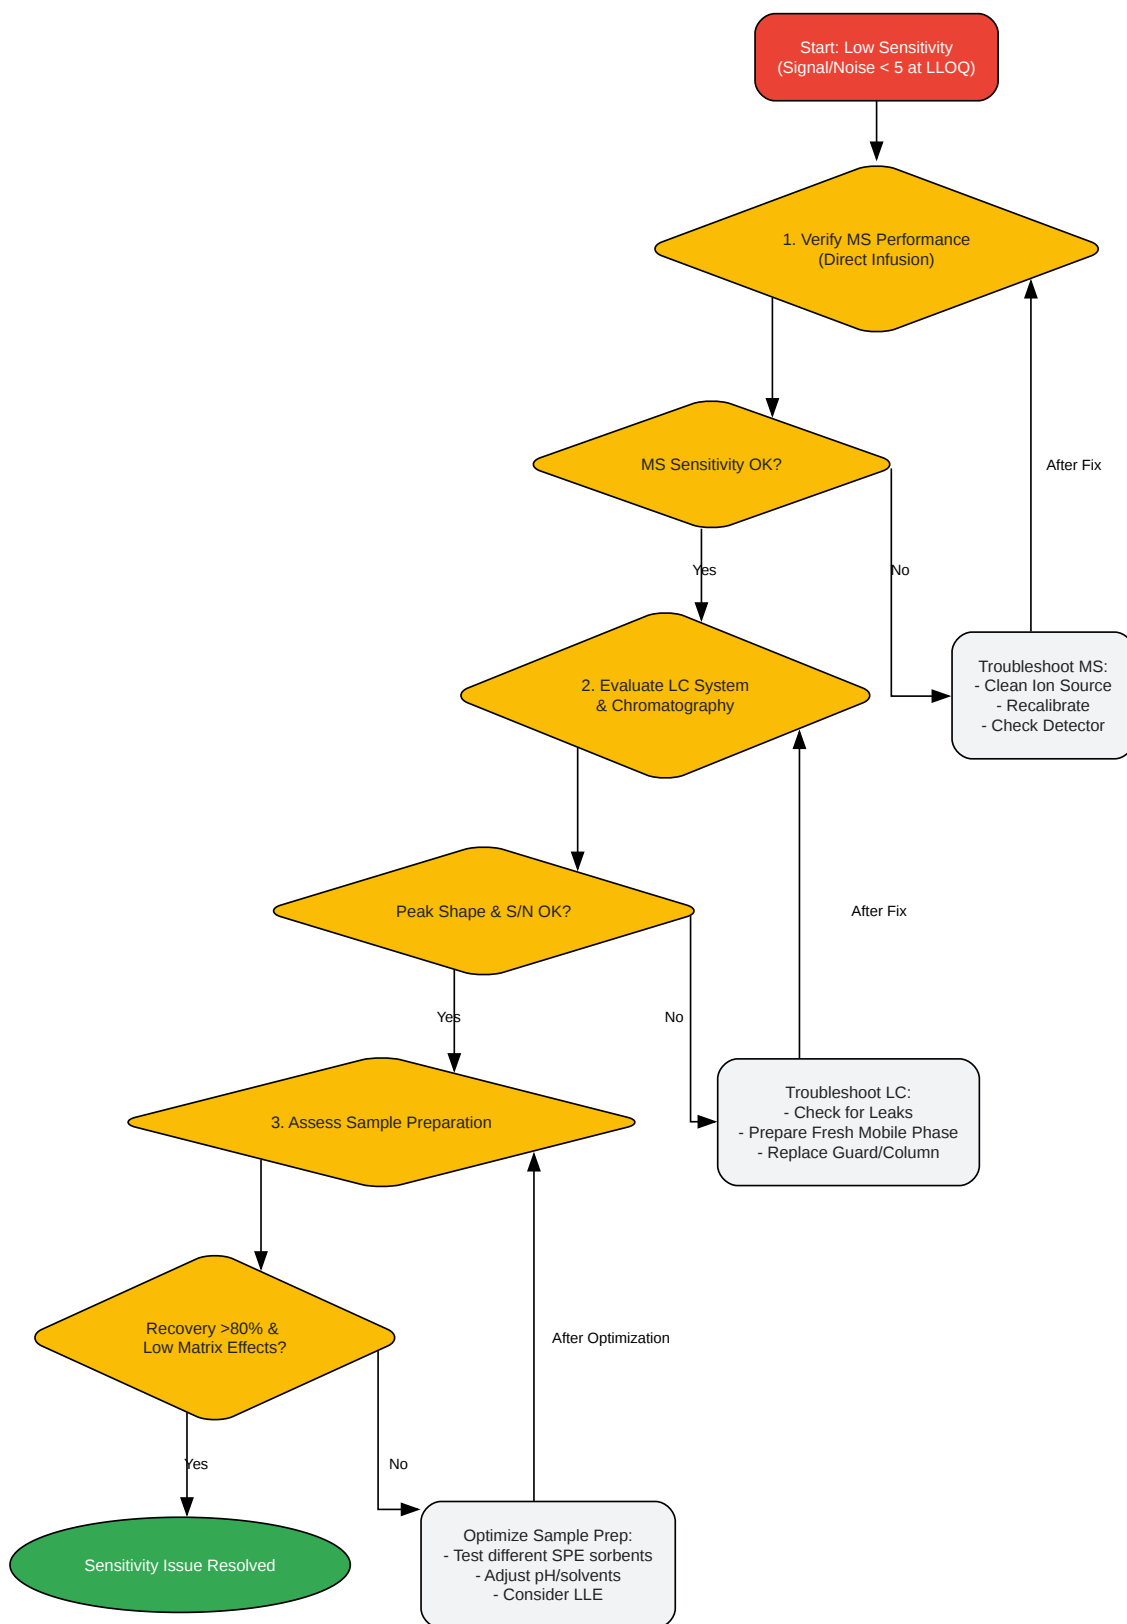 Start: Low Sensitivity
(Signal/Noise < 5 at LLOQ)
1. Verify MS Performance
(Direct Infusion)
MS Sensitivity OK?
After Fix
Yes
No
Troubleshoot MS:
- Clean Ion Source
- Recalibrate
- Check Detector
2. Evaluate LC System
& Chromatography
Peak Shape & S/N OK?
After Fix
Yes
No
Troubleshoot LC:
- Check for Leaks
- Prepare Fresh Mobile Phase
- Replace Guard/Column
3. Assess Sample Preparation
Recovery >80% &
Low Matrix Effects?
After Optimization
Yes
No
Optimize Sample Prep:
- Test different SPE sorbents
- Adjust pH/solvents
- Consider LLE
Sensitivity Issue Resolved